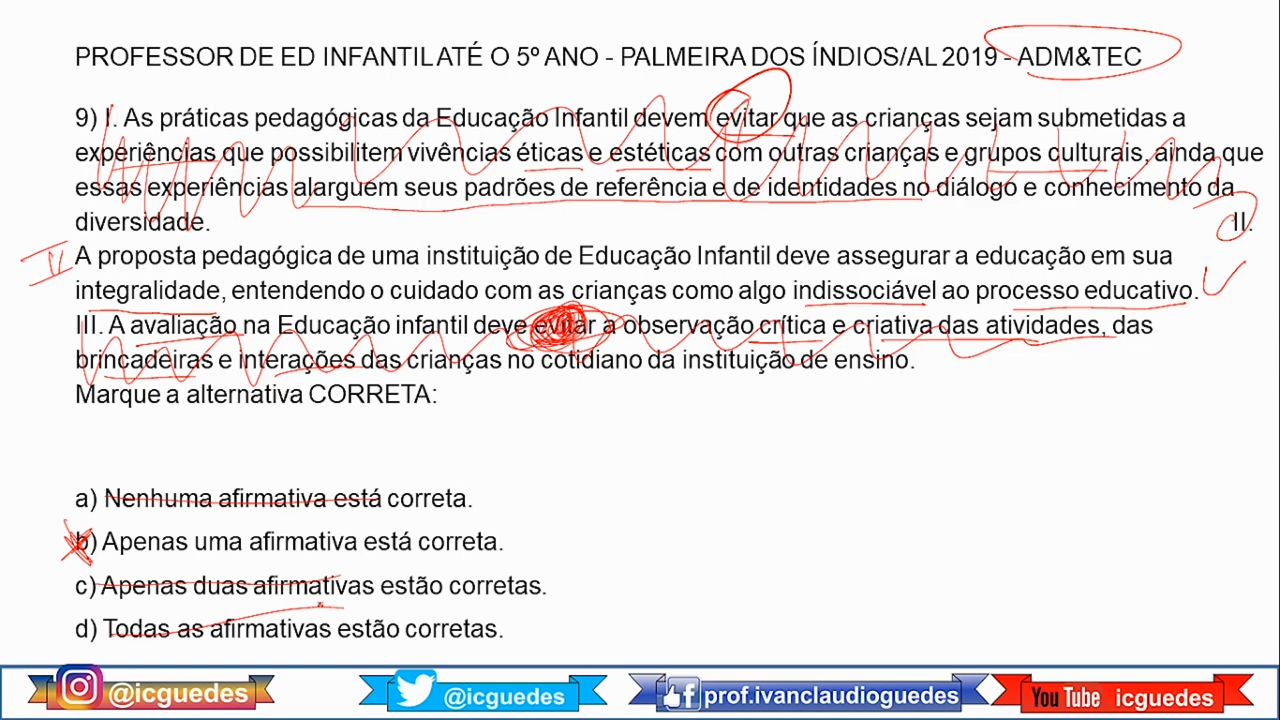 PROFESSOR DE ED INFANTIL ATÉ O 5º ANO - PALMEIRA DOS ÍNDIOS/AL 2019 - ADM&TEC
9) I. As práticas pedagógicas da Educação Infantil devem evitar que as crianças sejam submetidas a
experiências que possibilitem vivências éticas e estéticas com outras crianças e grupos culturais, ainda que
essas experiências alarguem seus padrões de referência e de identidades no diálogo e conhecimento da
diversidade. II.
II A proposta pedagógica de uma instituição de Educação Infantil deve assegurar a educação em sua
integralidade, entendendo o cuidado com as crianças como algo indissociável ao processo educativo.
III. A avaliação na Educação infantil deve evitar a observação crítica e criativa das atividades, das
brincadeiras e interações das crianças no cotidiano da instituição de ensino.
Marque a alternativa CORRETA:
a) Nenhuma afirmativa está correta.
b) Apenas uma afirmativa está correta.
c) Apenas duas afirmativas estão corretas.
d) Todas as afirmativas estão corretas.
@icguedes @icguedes prof.ivanclaudioguedes You Tube icguedes